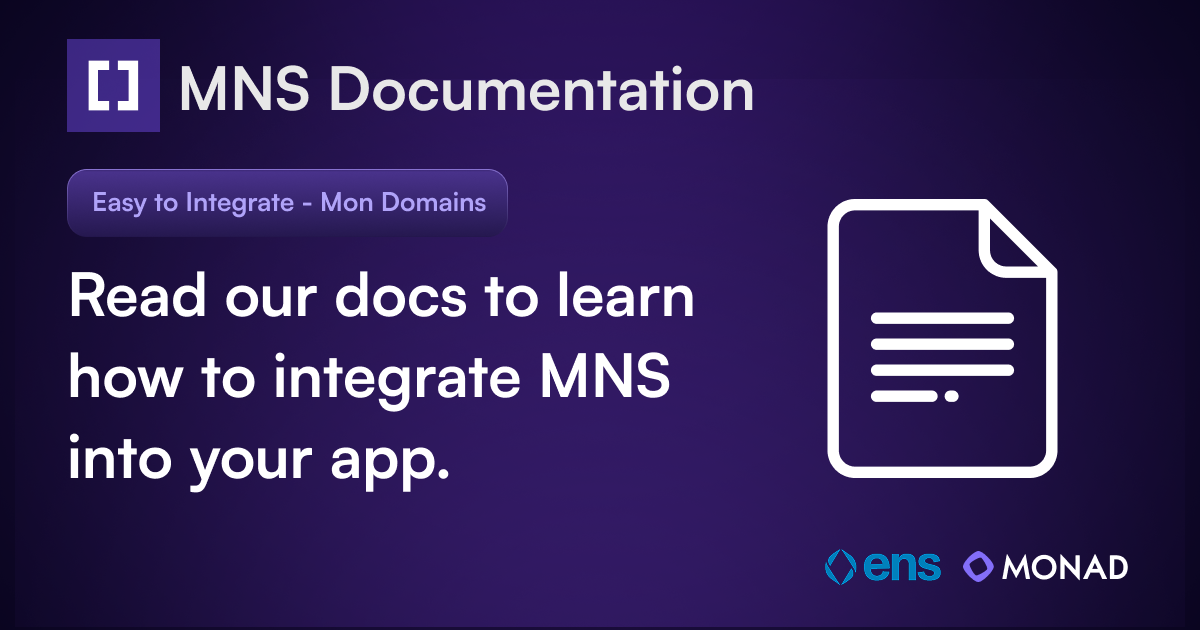 [] MNS Documentation
Easy to Integrate - Mon Domains
Read our docs to learn
how to integrate MNS
into your app.
ens MONAD